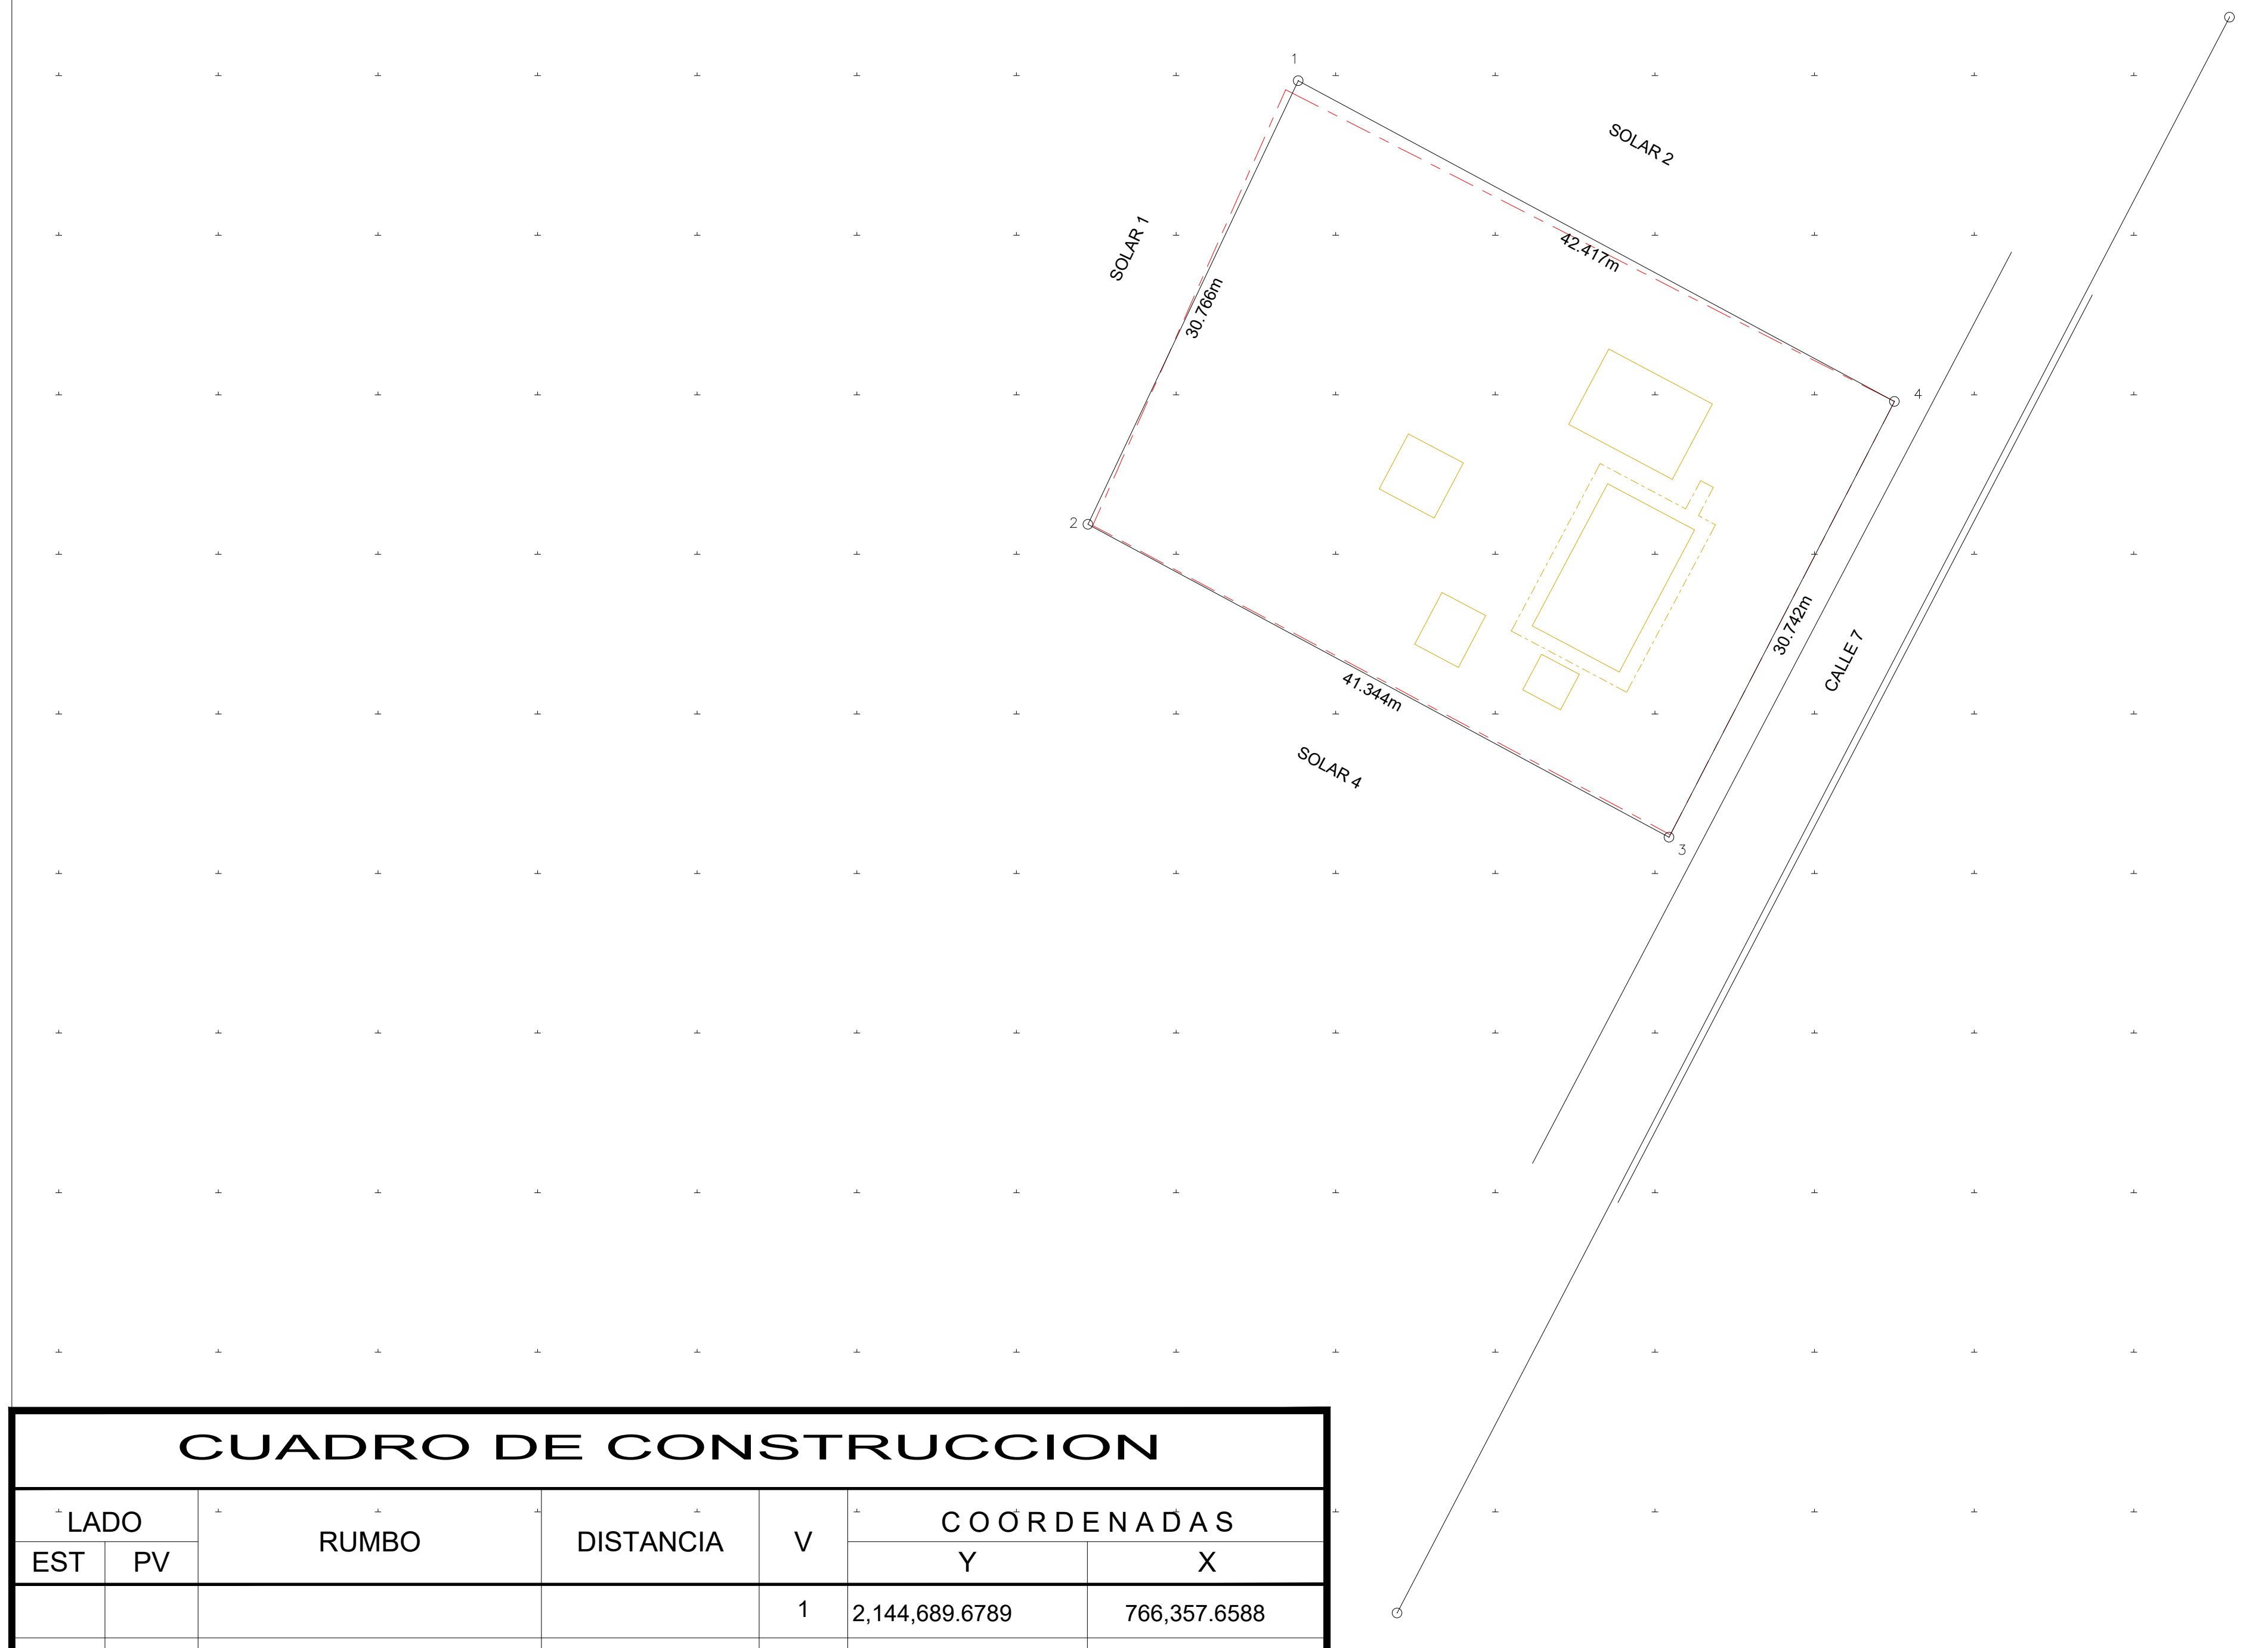 1
SOLAR 2
SOLAR 1
42.417m
30.766m
4
2
30.742m
CALLE 7
41.344m
SOLAR 4
3
CUADRO DE CONSTRUCCION
LADO
RUMBO
DISTANCIA
V
COORDENADAS
EST
PV
Y
X
1
2,144,689.6789
766,357.6588